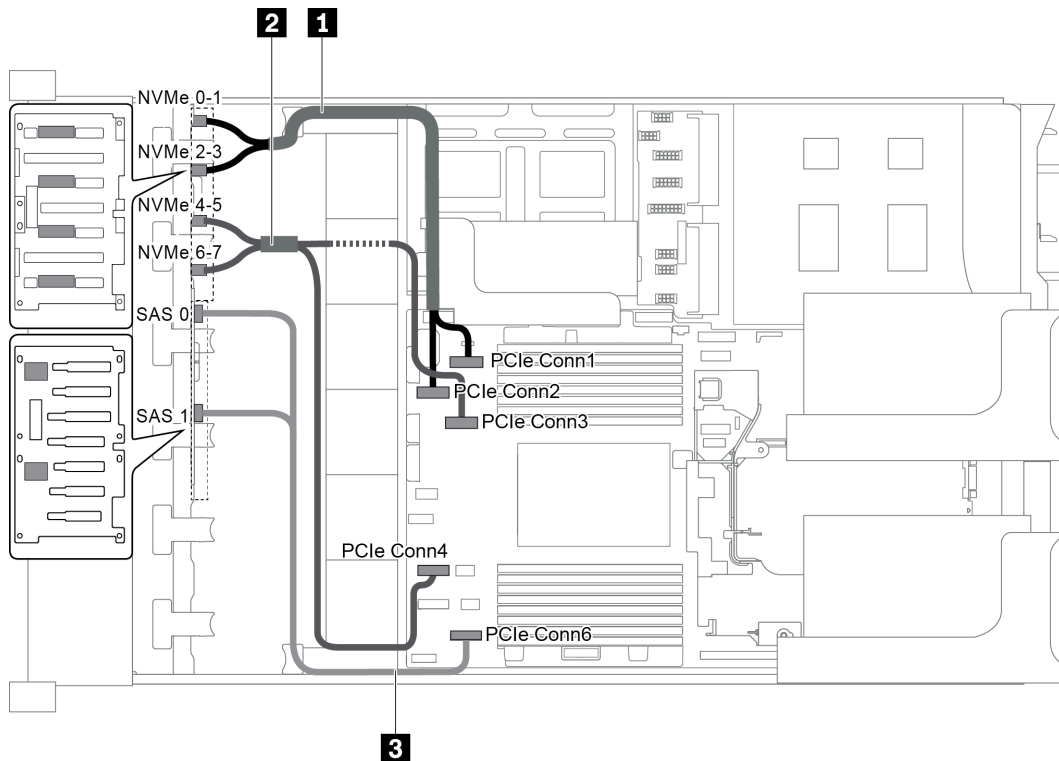 2 1
NVMe 0-1
NVMe 2-3
NVMe 4-5
NVMe 6-7
SAS 0
PCIe Conn1
PCIe Conn2
SAS 1
PCIe Conn3
PCIe Conn4
PCIe Conn6
3